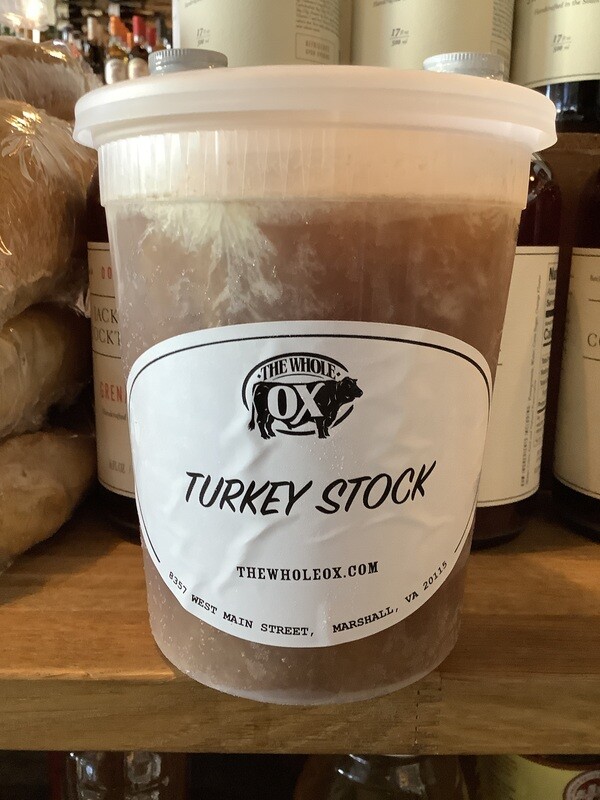 THE WHOLE
OX
TURKEY STOCK
THEWHOLEOX.COM
8357 WEST MAIN STREET, MARSHALL, VA 20115